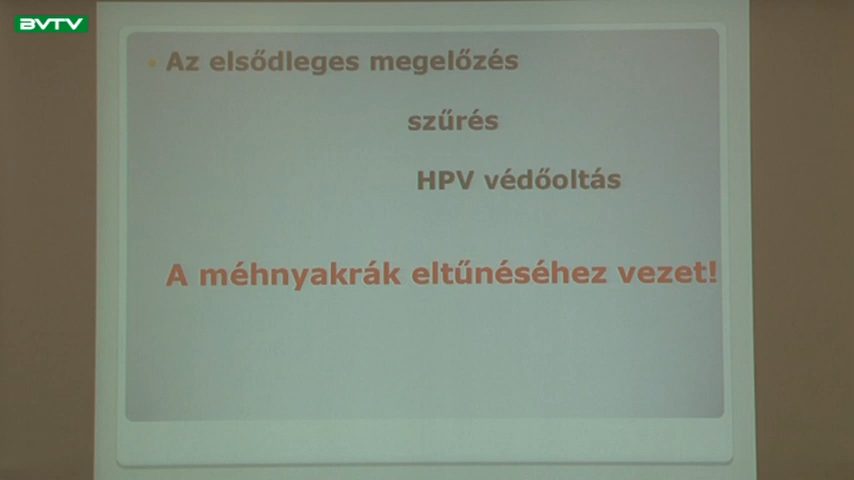 BVTV
• Az elsődleges megelőzés
szűrés
HPV védőoltás
A méhnyakrák eltűnéséhez vezet!